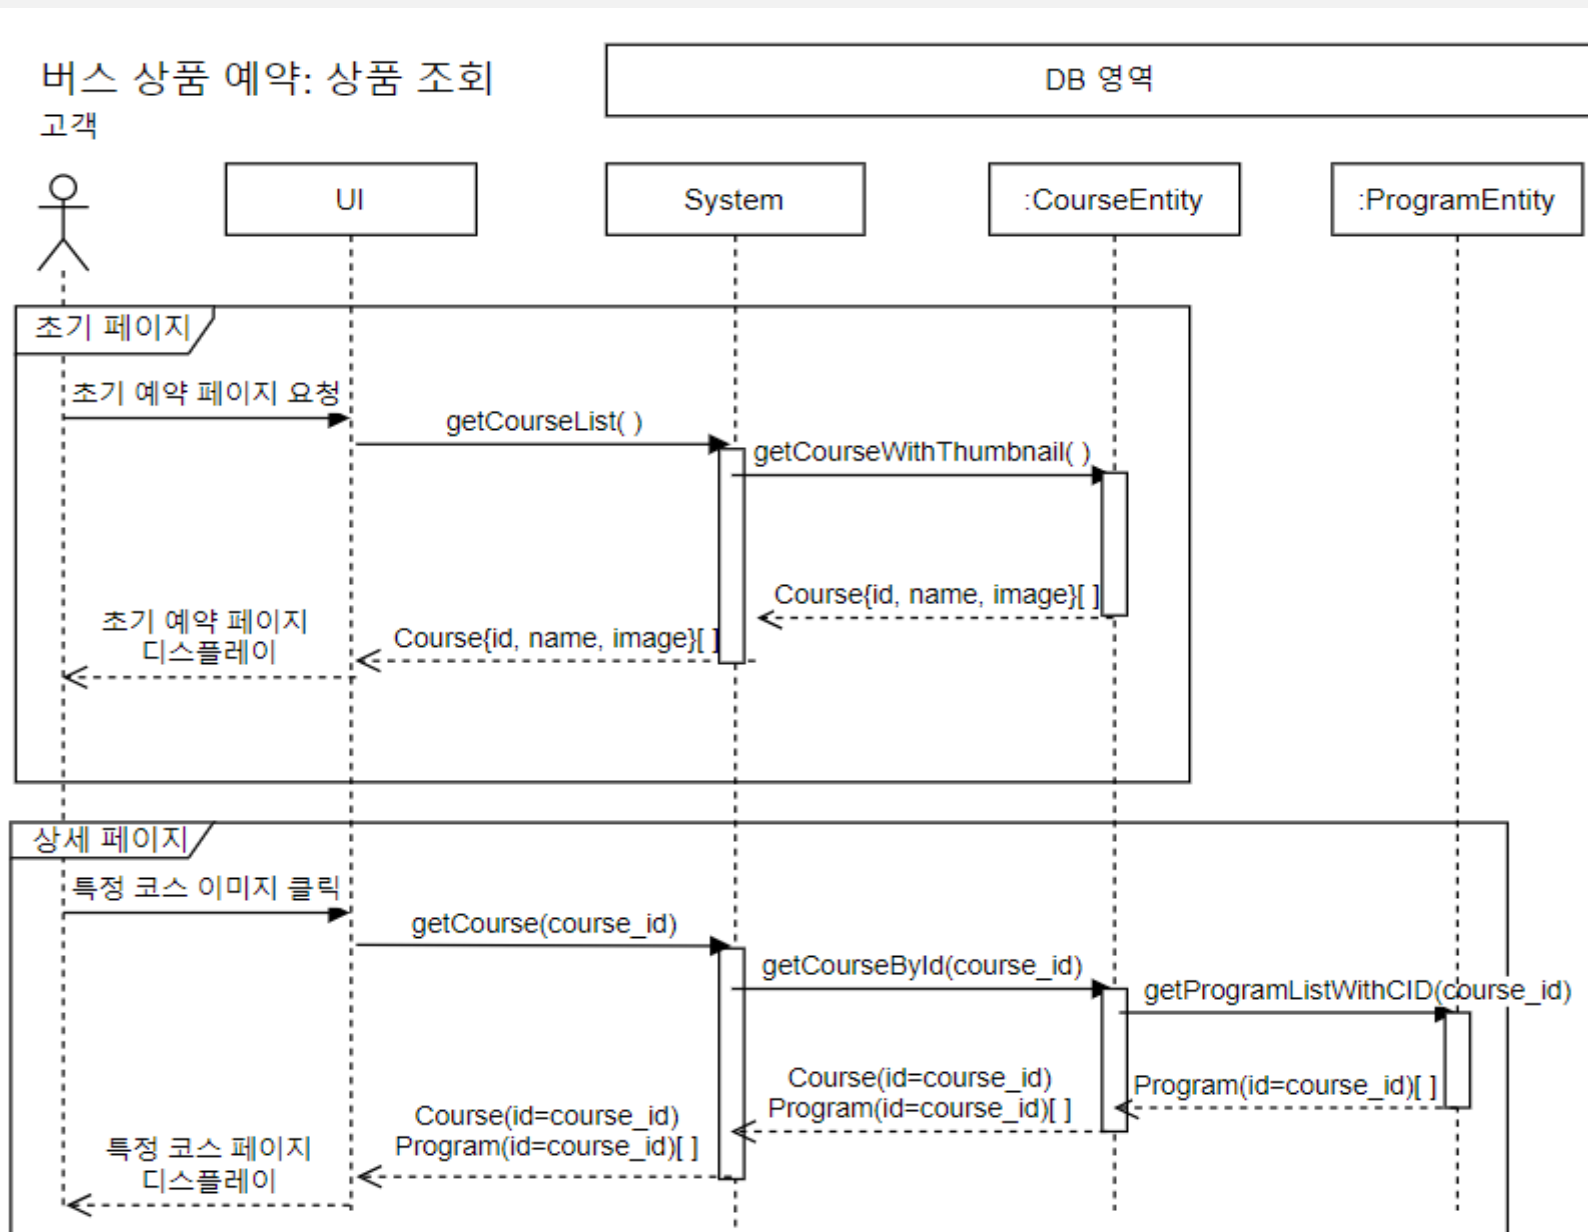 버스 상품 예약: 상품 조회
DB 영역
고객
UI
System
:CourseEntity
:ProgramEntity
초기 페이지
초기 예약 페이지 요청
getCourseList( )
getCourseWithThumbnail( )
Course{id, name, image}[ ]
초기 예약 페이지
디스플레이
Course{id, name, image}[ ]
상세 페이지
특정 코스 이미지 클릭
getCourse(course_id)
getCourseById(course_id)
getProgramListWithCID(course_id)
Program(id=course_id)[ ]
Course(id=course_id)
Program(id=course_id)[ ]
Course(id=course_id)
Program(id=course_id)[ ]
특정 코스 페이지
디스플레이